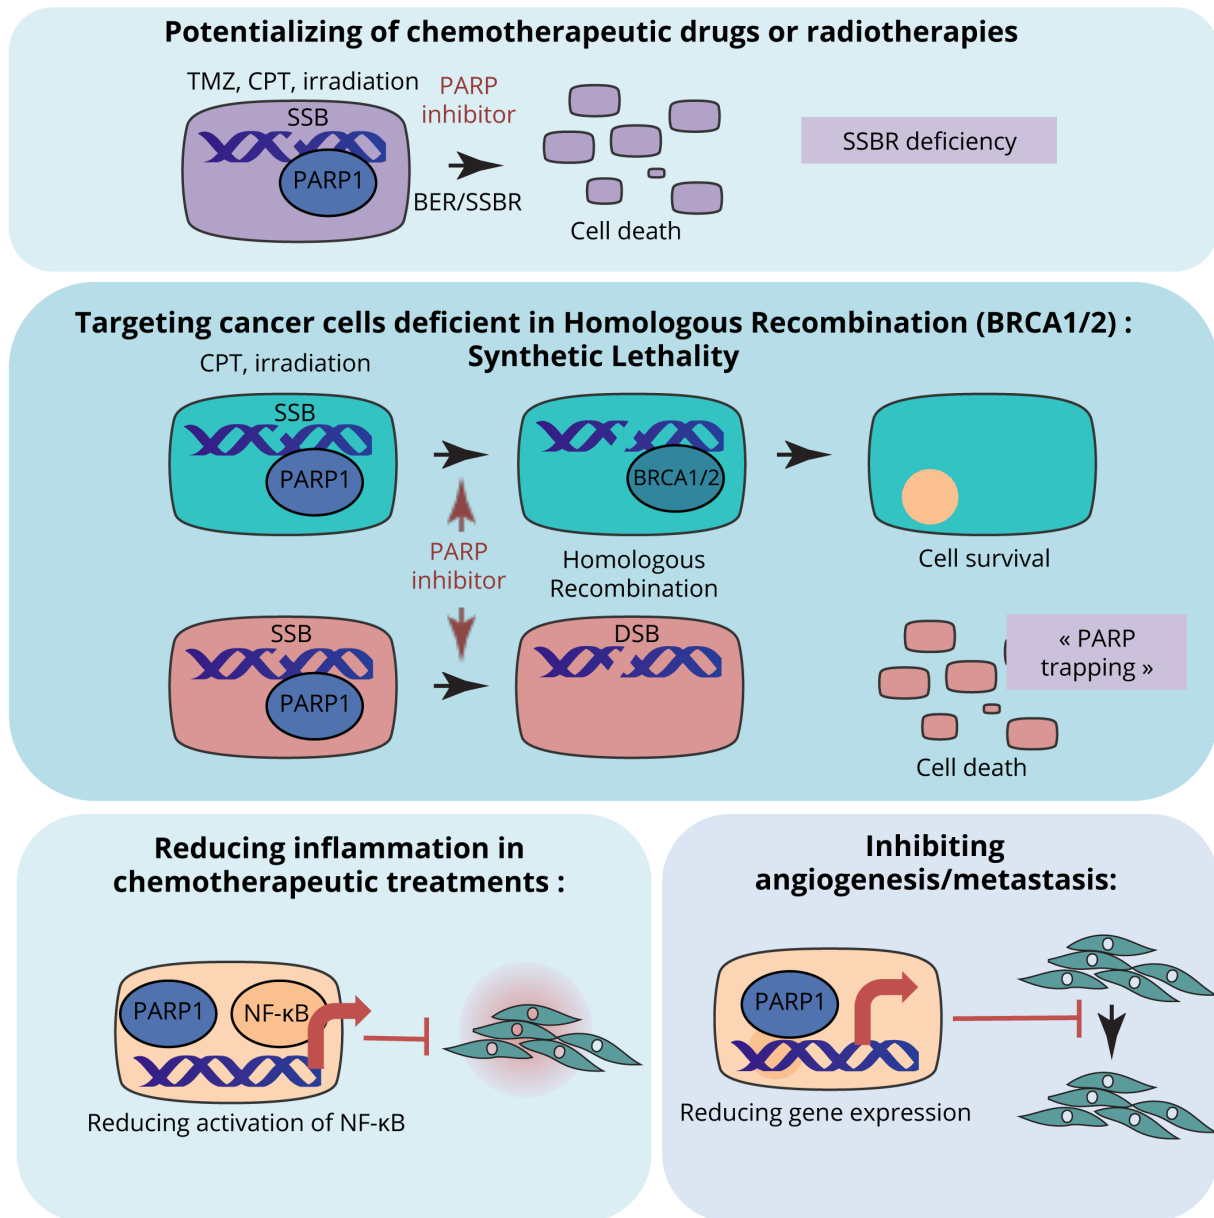 Potentializing of chemotherapeutic drugs or radiotherapies
TMZ, CPT, irradiation
PARP
inhibitor
SSB
PARP1
BER/SSBR
Cell death
SSBR deficiency
Targeting cancer cells deficient in Homologous Recombination (BRCA1/2) :
Synthetic Lethality
CPT, irradiation
SSB
PARP1
BRCA1/2
PARP
inhibitor
Homologous
Recombination
Cell survival
SSB
PARP1
DSB
« PARP
trapping »
Cell death
Reducing inflammation in
chemotherapeutic treatments :
PARP1
NF-κB
Reducing activation of NF-κB
Inhibiting
angiogenesis/metastasis:
PARP1
Reducing gene expression